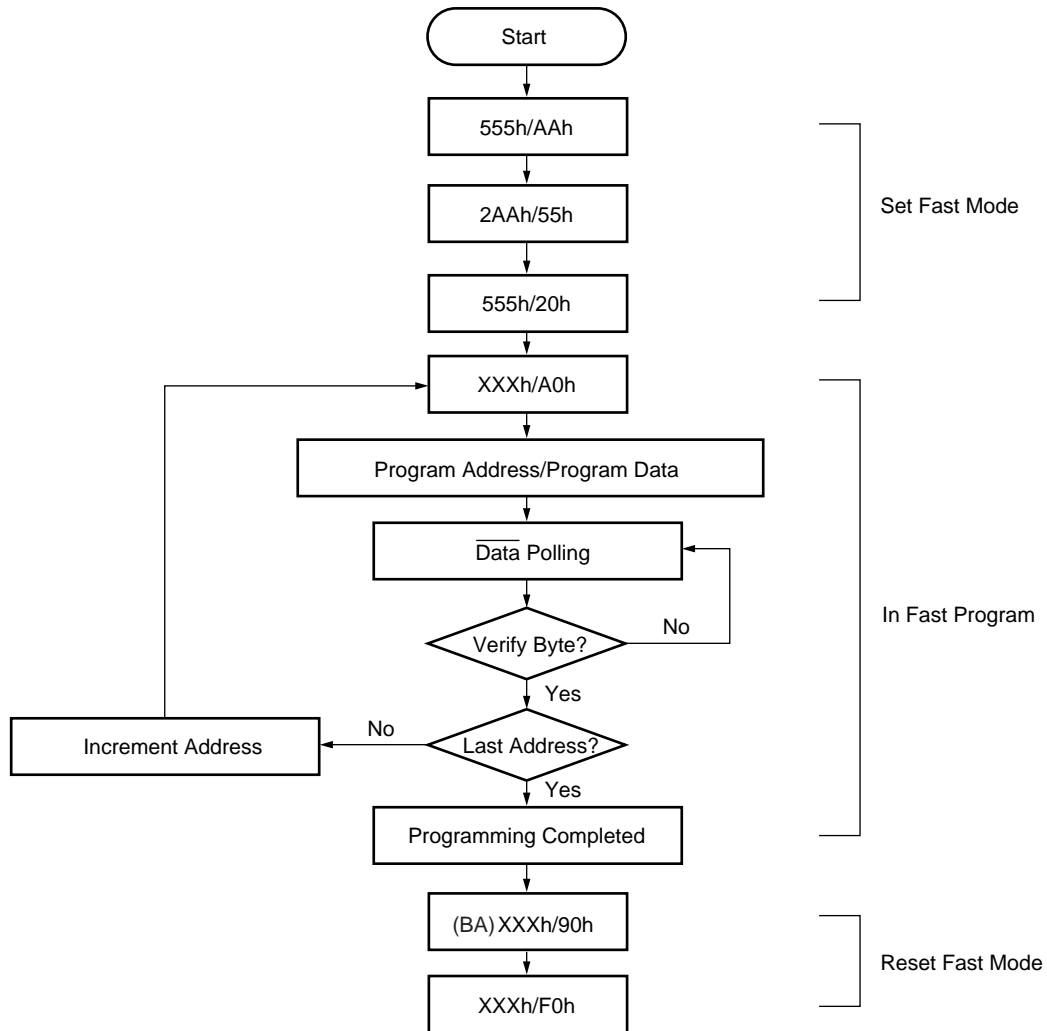 Start
555h/AAh
2AAh/55h
Set Fast Mode
555h/20h
XXXh/A0h
Program Address/Program Data
Data Polling
In Fast Program
Verify Byte?
No
Yes
Increment Address
No
Last Address?
Yes
Programming Completed
(BA) XXXh/90h
Reset Fast Mode
XXXh/F0h